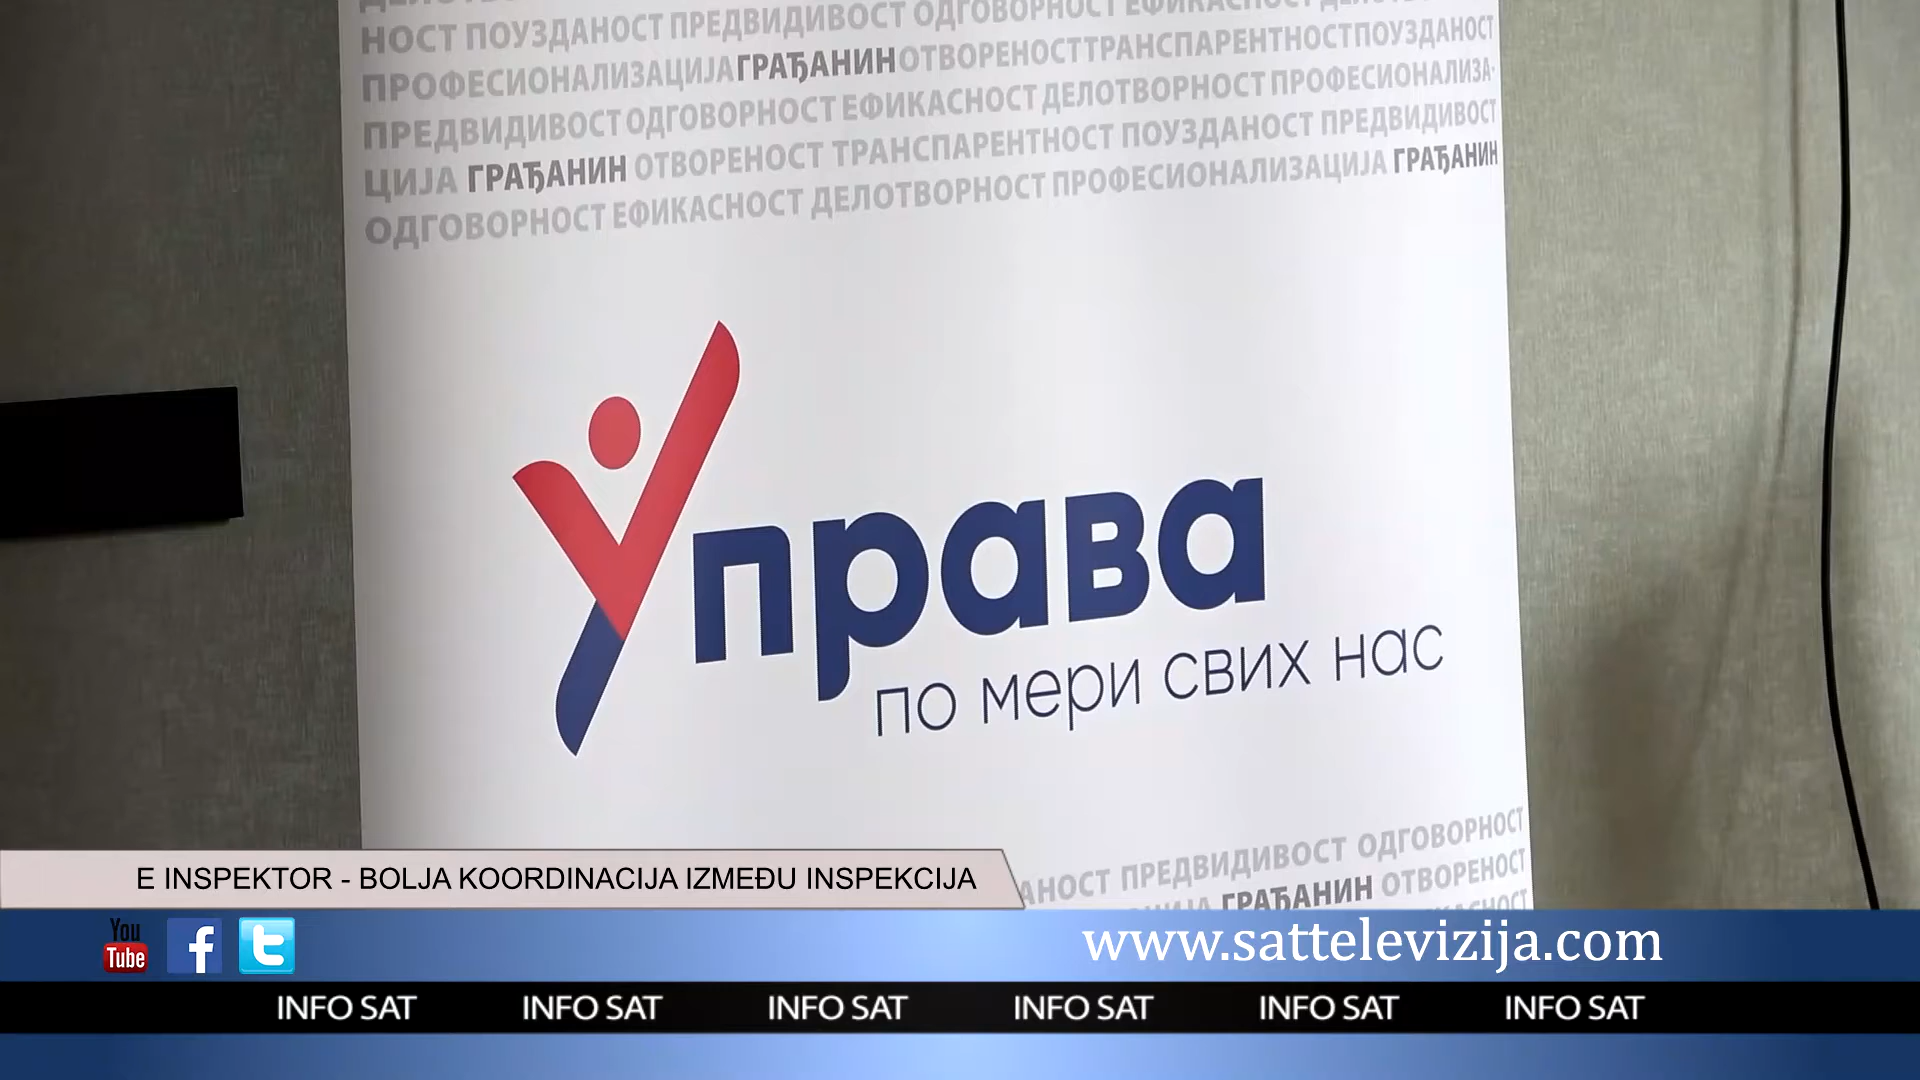 НОСТ ПОУЗДАНОСТ ПРЕДВИДИВОСТ ОДГОВОРНОСТ ЕФИКАСНОСТ
ПРОФЕСИОНАЛИЗАЦИЈА ГРАЂАНИН ОТВОРЕНОСТ ТРАНСПАРЕНТНОСТ ПОУЗДАНОСТ
ПРЕДВИДИВОСТ ОДГОВОРНОСТ ЕФИКАСНОСТ ДЕЛОТВОРНОСТ ПРОФЕСИОНАЛИЗА-
ЦИЈА ГРАЂАНИН ОТВОРЕНОСТ ТРАНСПАРЕНТНОСТ ПОУЗДАНОСТ ПРЕДВИДИВОСТ
ОДГОВОРНОСТ ЕФИКАСНОСТ ДЕЛОТВОРНОСТ ПРОФЕСИОНАЛИЗАЦИЈА ГРАЂАНИН
Управа
по мери свих нас
АНОСТ ПРЕДВИДИВОСТ ОДГОВОРНОСТ
ГРАЂАНИН ОТВОРЕНОСТ
E INSPEKTOR - BOLJA KOORDINACIJA IZMEĐU INSPEKCIJA
You Tube f t www.sattelevizija.com
INFO SAT INFO SAT INFO SAT INFO SAT INFO SAT INFO SAT